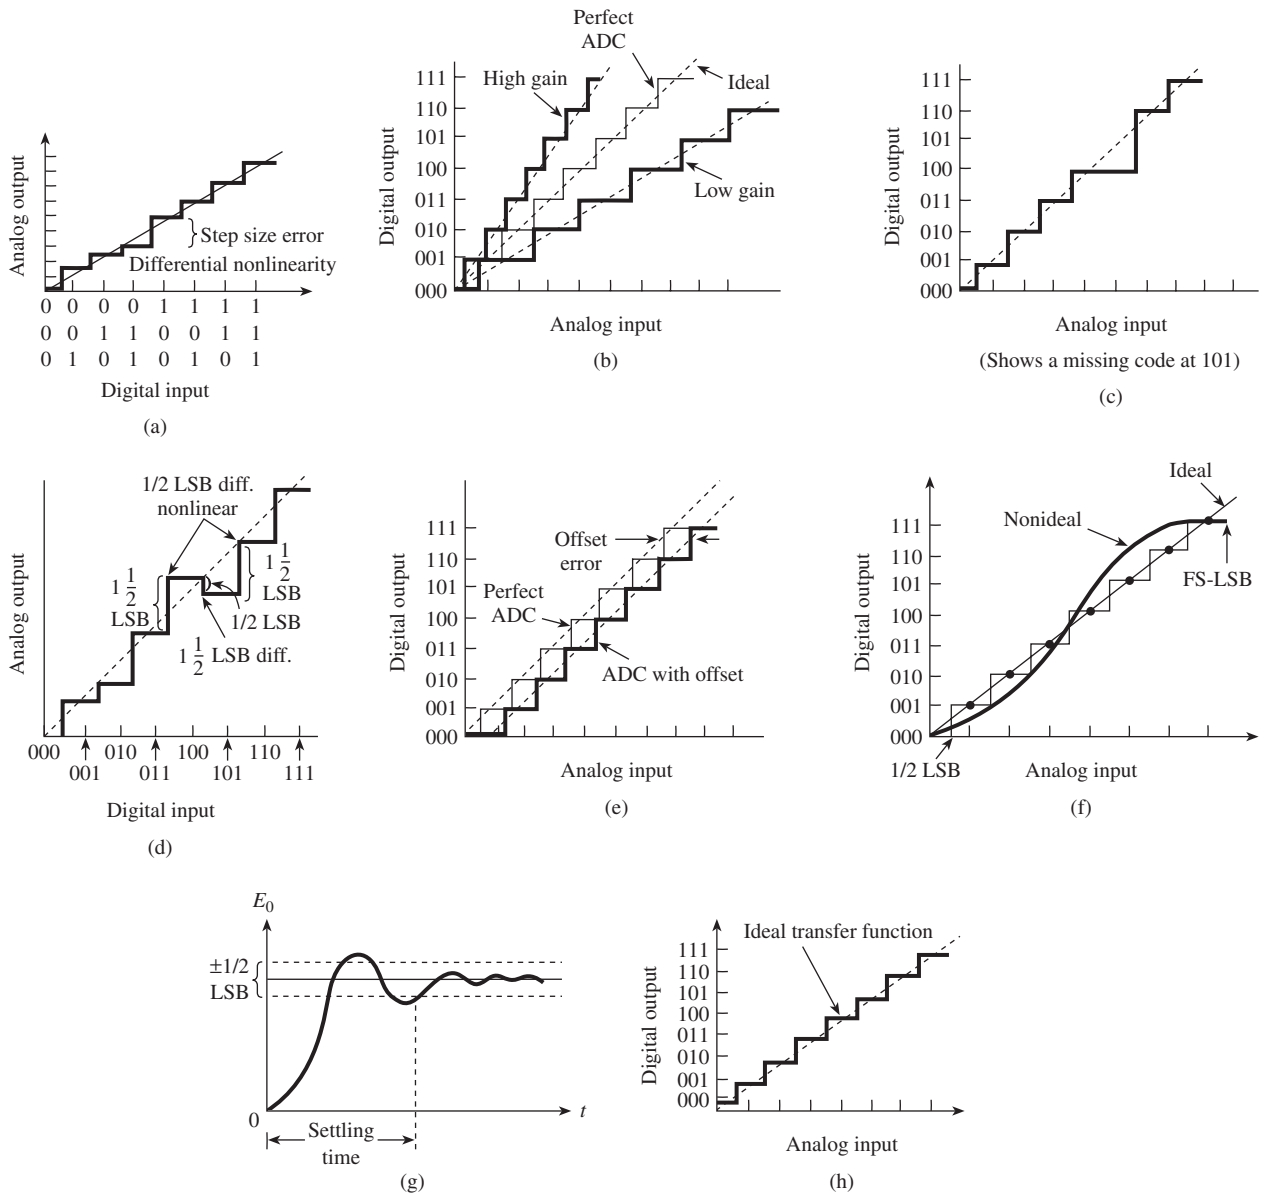 Analog output
Step size error
Differential nonlinearity
0 0 0 0 1 1 1 1
0 0 1 1 0 0 1 1
0 1 0 1 0 1 0 1
Digital input
(a)
Perfect
ADC
High gain
Ideal
Low gain
Digital output
111
110
101
100
011
010
001
000
Analog input
(b)
Digital output
111
110
101
100
011
010
001
000
Analog input
(Shows a missing code at 101)
(c)
1/2 LSB diff.
nonlinear
Analog output
1 1/2
LSB
1 1/2
LSB
1/2 LSB
1 1/2 LSB diff.
000 010 100 110
001 011 101 111
Digital input
(d)
Digital output
111
110
101
100
011
010
001
000
Offset
error
Perfect
ADC
ADC with offset
Analog input
(e)
Ideal
Nonideal
FS-LSB
Digital output
111
110
101
100
011
010
001
000
1/2 LSB
Analog input
(f)
E0
±1/2
LSB
0
t
Settling
time
(g)
Ideal transfer function
Digital output
111
110
101
100
011
010
001
000
Analog input
(h)